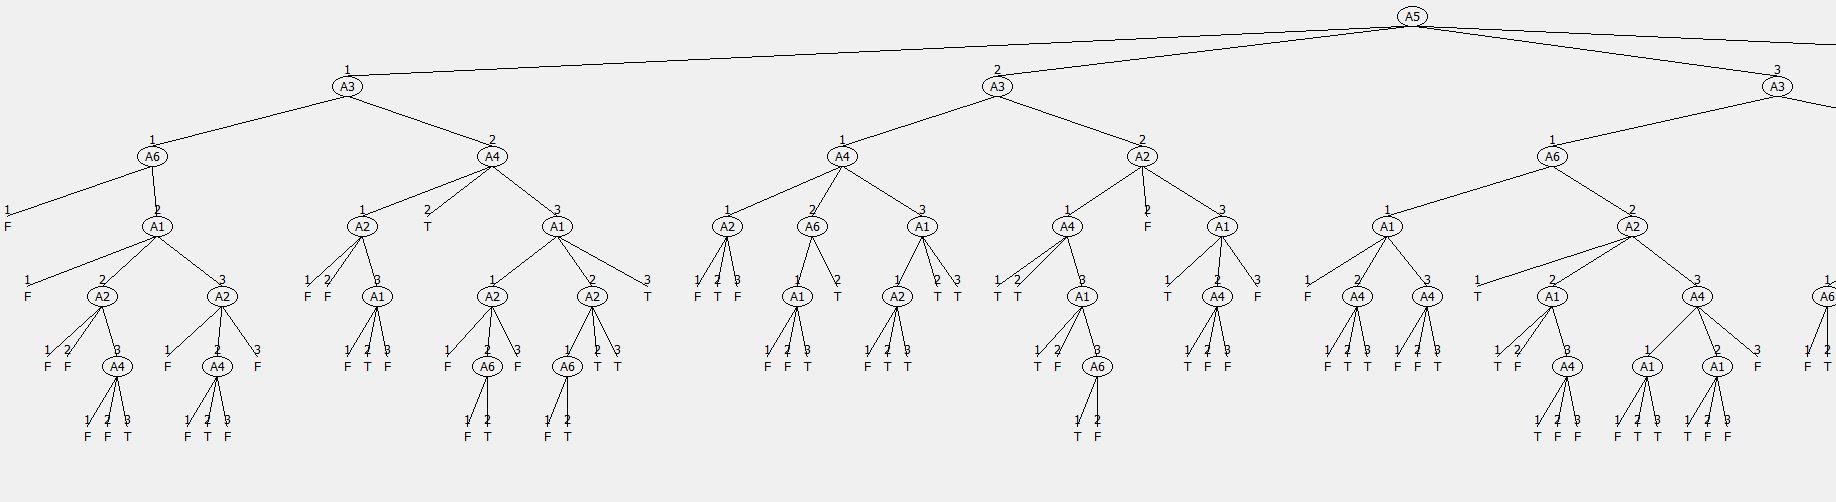 A5
1 2 3
A3 A3 A3
1 2 1 2 1
A6 A4 A4 A2 A6
1 2 1 2 3 1 2 3 1 2 3 1 2
F A1 A2 T A1 A2 A6 A1 A4 F A1 A1 A2
1 2 3 1 2 3 1 2 3 1 2 3 1 2 1 2 3 1 2 3 1 2 3 1 2 3 1 2 3 1
F A2 A2 F F A1 A2 A2 T F T F A1 T A2 T T T T A1 T A4 F F A4 A4 T A1 A4 A6
1 2 3 1 2 3 1 2 3 1 2 3 1 2 3 1 2 3 1 2 3 1 2 3 1 2 3 1 2 3 1 2 3 1 2 3 1 2 3 1 2
F F A4 F A4 F F T F F A6 F A6 T T F F T F T T T F A6 T F F F T T F F T T F A4 A1 A1 F F T
1 2 3 1 2 3 1 2 1 2 1 2 1 2 3 1 2 3 1 2 3
F F T F T F F T F T T F T F F F T T T F F